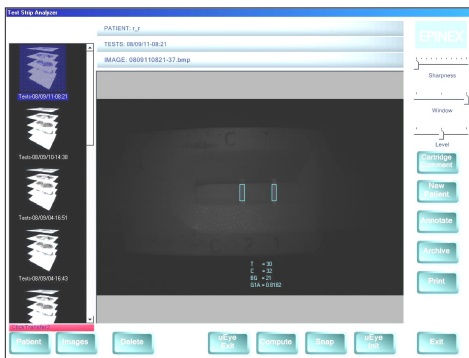 Test Strip Analyzer
PATIENT: r_r
TESTS: 08/09/11-08:21
IMAGE: 0809110821-37.bmp
EPINEX
Sharpness
Window
Level
Tests-08/09/11-08:21
Tests-08/09/10-14:38
Tests-08/09/04-16:51
Tests-08/09/04-16:43
C
T = 30
C = 32
BG = 21
G1A = 0.8182
Cartridge
Comment
New
Patient
Annotate
Archive
Print
ClickTransfer2
Patient
Images
Delete
uEye
Exit
Compute
Snap
uEye
Init
Exit